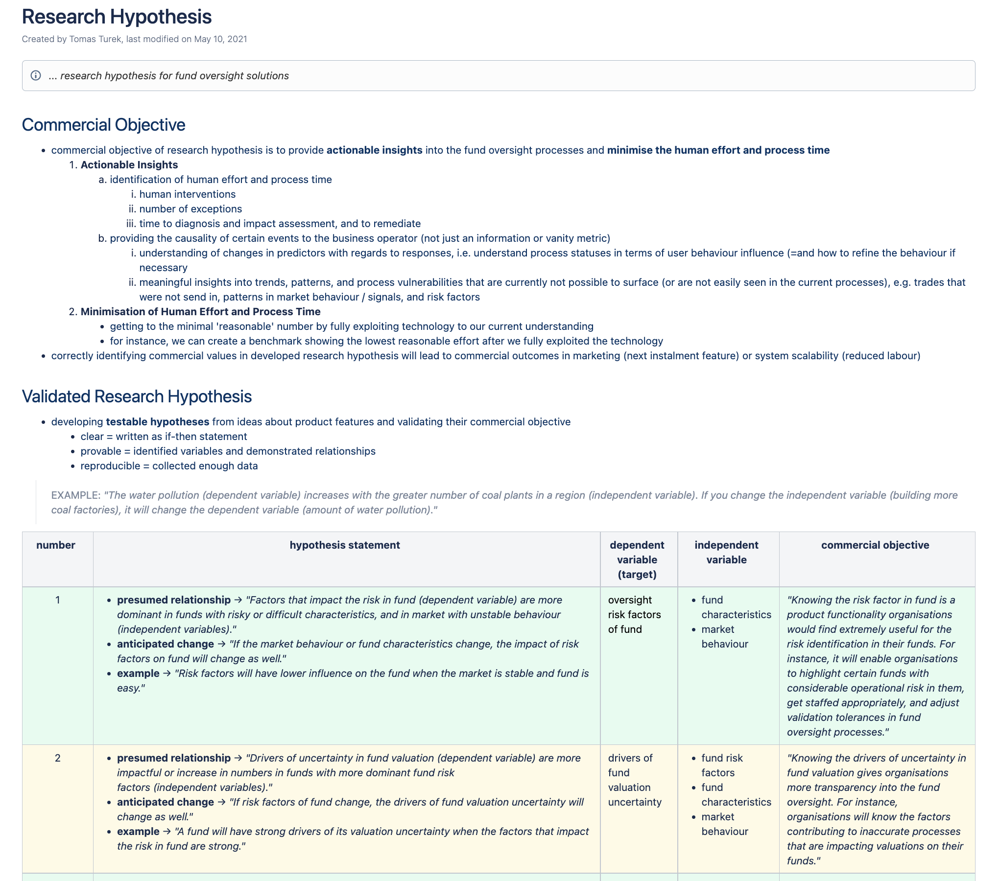 Research Hypothesis
Created by Tomas Turek, last modified on May 10, 2021
... research hypothesis for fund oversight solutions
Commercial Objective
• commercial objective of research hypothesis is to provide actionable insights into the fund oversight processes and minimise the human effort and process time
1. Actionable Insights
a. identification of human effort and process time
i. human interventions
ii. number of exceptions
iii. time to diagnosis and impact assessment, and to remediate
b. providing the causality of certain events to the business operator (not just an information or vanity metric)
i. understanding of changes in predictors with regards to responses, i.e. understand process statuses in terms of user behaviour influence (=and how to refine the behaviour if
necessary
ii. meaningful insights into trends, patterns, and process vulnerabilities that are currently not possible to surface (or are not easily seen in the current processes), e.g. trades that
were not send in, patterns in market behaviour / signals, and risk factors
2. Minimisation of Human Effort and Process Time
• getting to the minimal 'reasonable' number by fully exploiting technology to our current understanding
• for instance, we can create a benchmark showing the lowest reasonable effort after we fully exploited the technology
• correctly identifying commercial values in developed research hypothesis will lead to commercial outcomes in marketing (next instalment feature) or system scalability (reduced labour)
Validated Research Hypothesis
• developing testable hypotheses from ideas about product features and validating their commercial objective
• clear = written as if-then statement
• provable = identified variables and demonstrated relationships
• reproducible = collected enough data
EXAMPLE: "The water pollution (dependent variable) increases with the greater number of coal plants in a region (independent variable). If you change the independent variable (building more
coal factories), it will change the dependent variable (amount of water pollution)."
number
hypothesis statement
dependent
variable
(target)
independent
variable
commercial objective
1
• presumed relationship → "Factors that impact the risk in fund (dependent variable) are more
dominant in funds with risky or difficult characteristics, and in market with unstable behaviour
(independent variables)."
• anticipated change → "If the market behaviour or fund characteristics change, the impact of risk
factors on fund will change as well."
• example → "Risk factors will have lower influence on the fund when the market is stable and fund is
easy."
oversight
risk factors
of fund
• fund
characteristics
• market
behaviour
"Knowing the risk factor in fund is a
product functionality organisations
would find extremely useful for the
risk identification in their funds. For
instance, it will enable organisations
to highlight certain funds with
considerable operational risk in them,
get staffed appropriately, and adjust
validation tolerances in fund
oversight processes."
2
• presumed relationship → "Drivers of uncertainty in fund valuation (dependent variable) are more
impactful or increase in numbers in funds with more dominant fund risk
factors (independent variables)."
• anticipated change → "If risk factors of fund change, the drivers of fund valuation uncertainty will
change as well."
• example → "A fund will have strong drivers of its valuation uncertainty when the factors that impact
the risk in fund are strong."
drivers of
fund
valuation
uncertainty
• fund risk
factors
• fund
characteristics
• market
behaviour
"Knowing the drivers of uncertainty in
fund valuation gives organisations
more transparency into the fund
oversight. For instance,
organisations will know the factors
contributing to inaccurate processes
that are impacting valuations on their
funds."